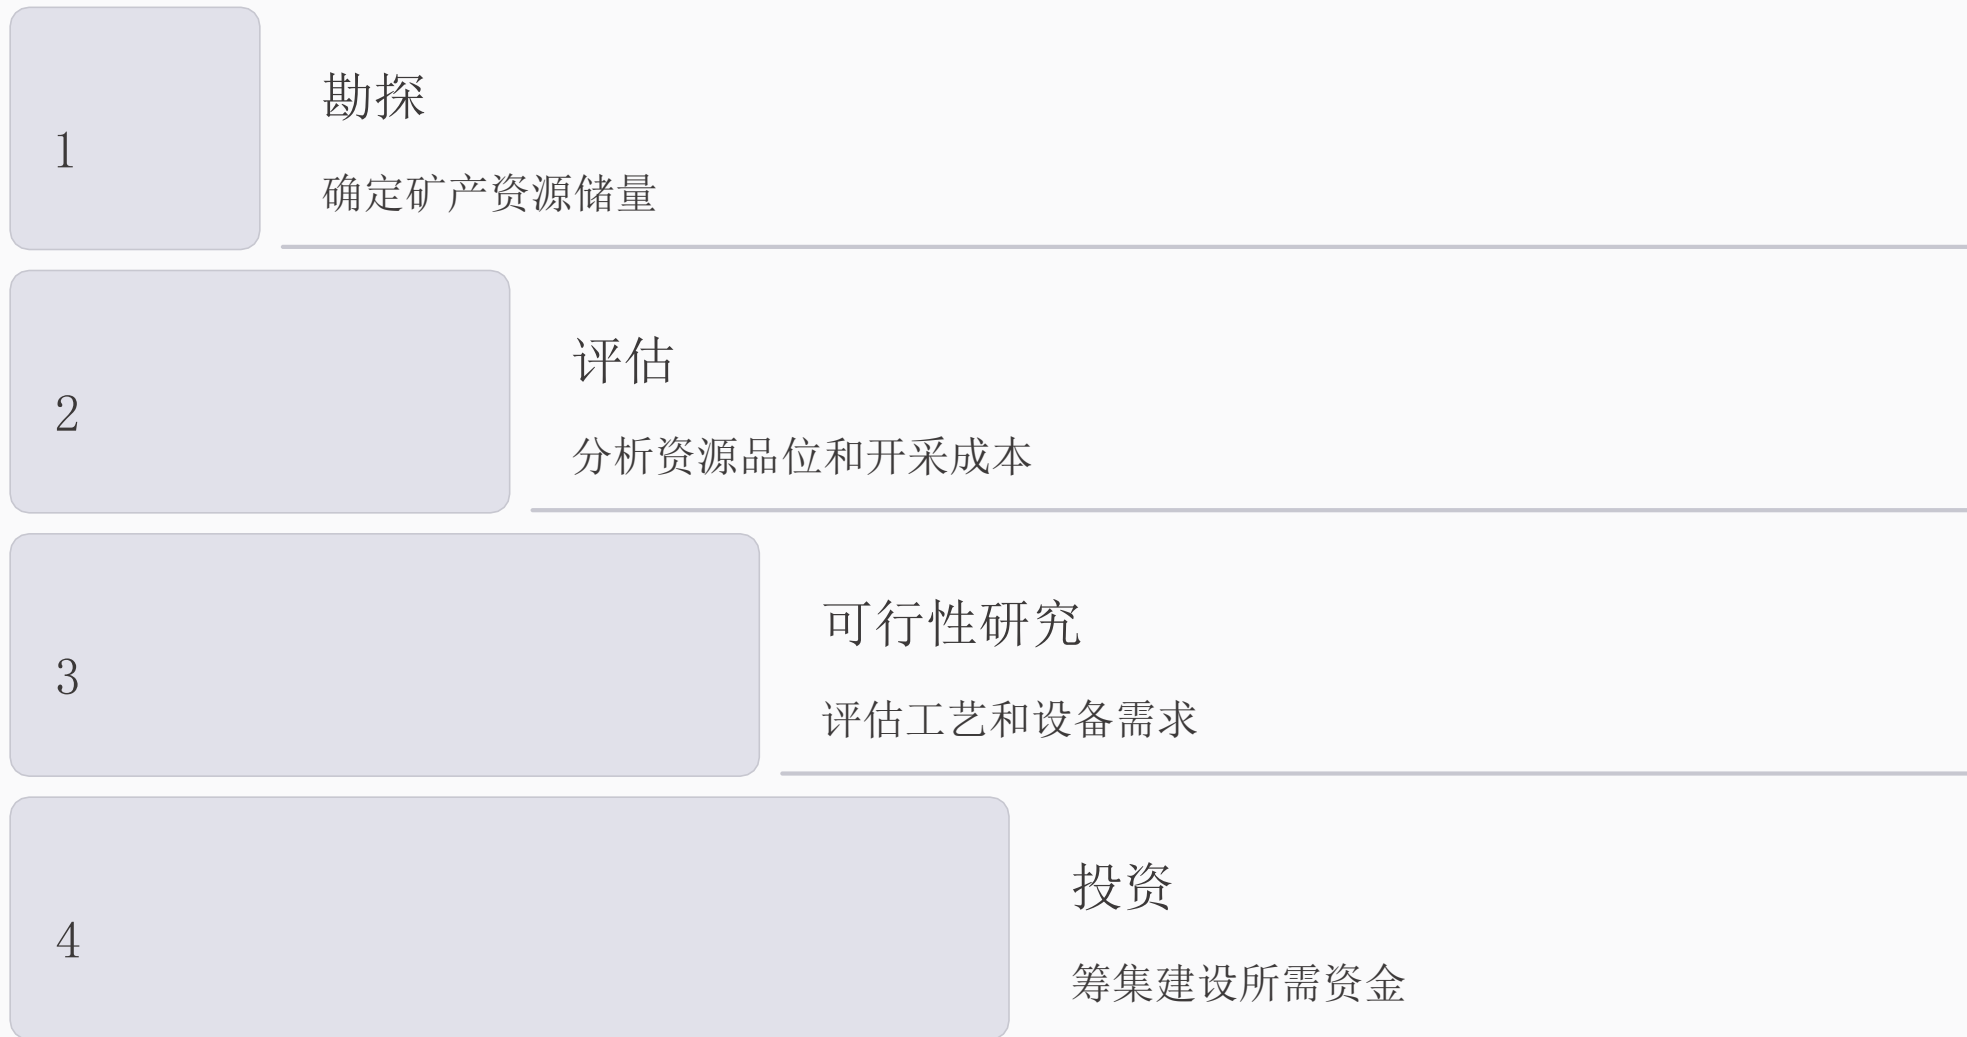 1
勘探
确定矿产资源储量
2
评估
分析资源品位和开采成本
3
可行性研究
评估工艺和设备需求
4
投资
筹集建设所需资金